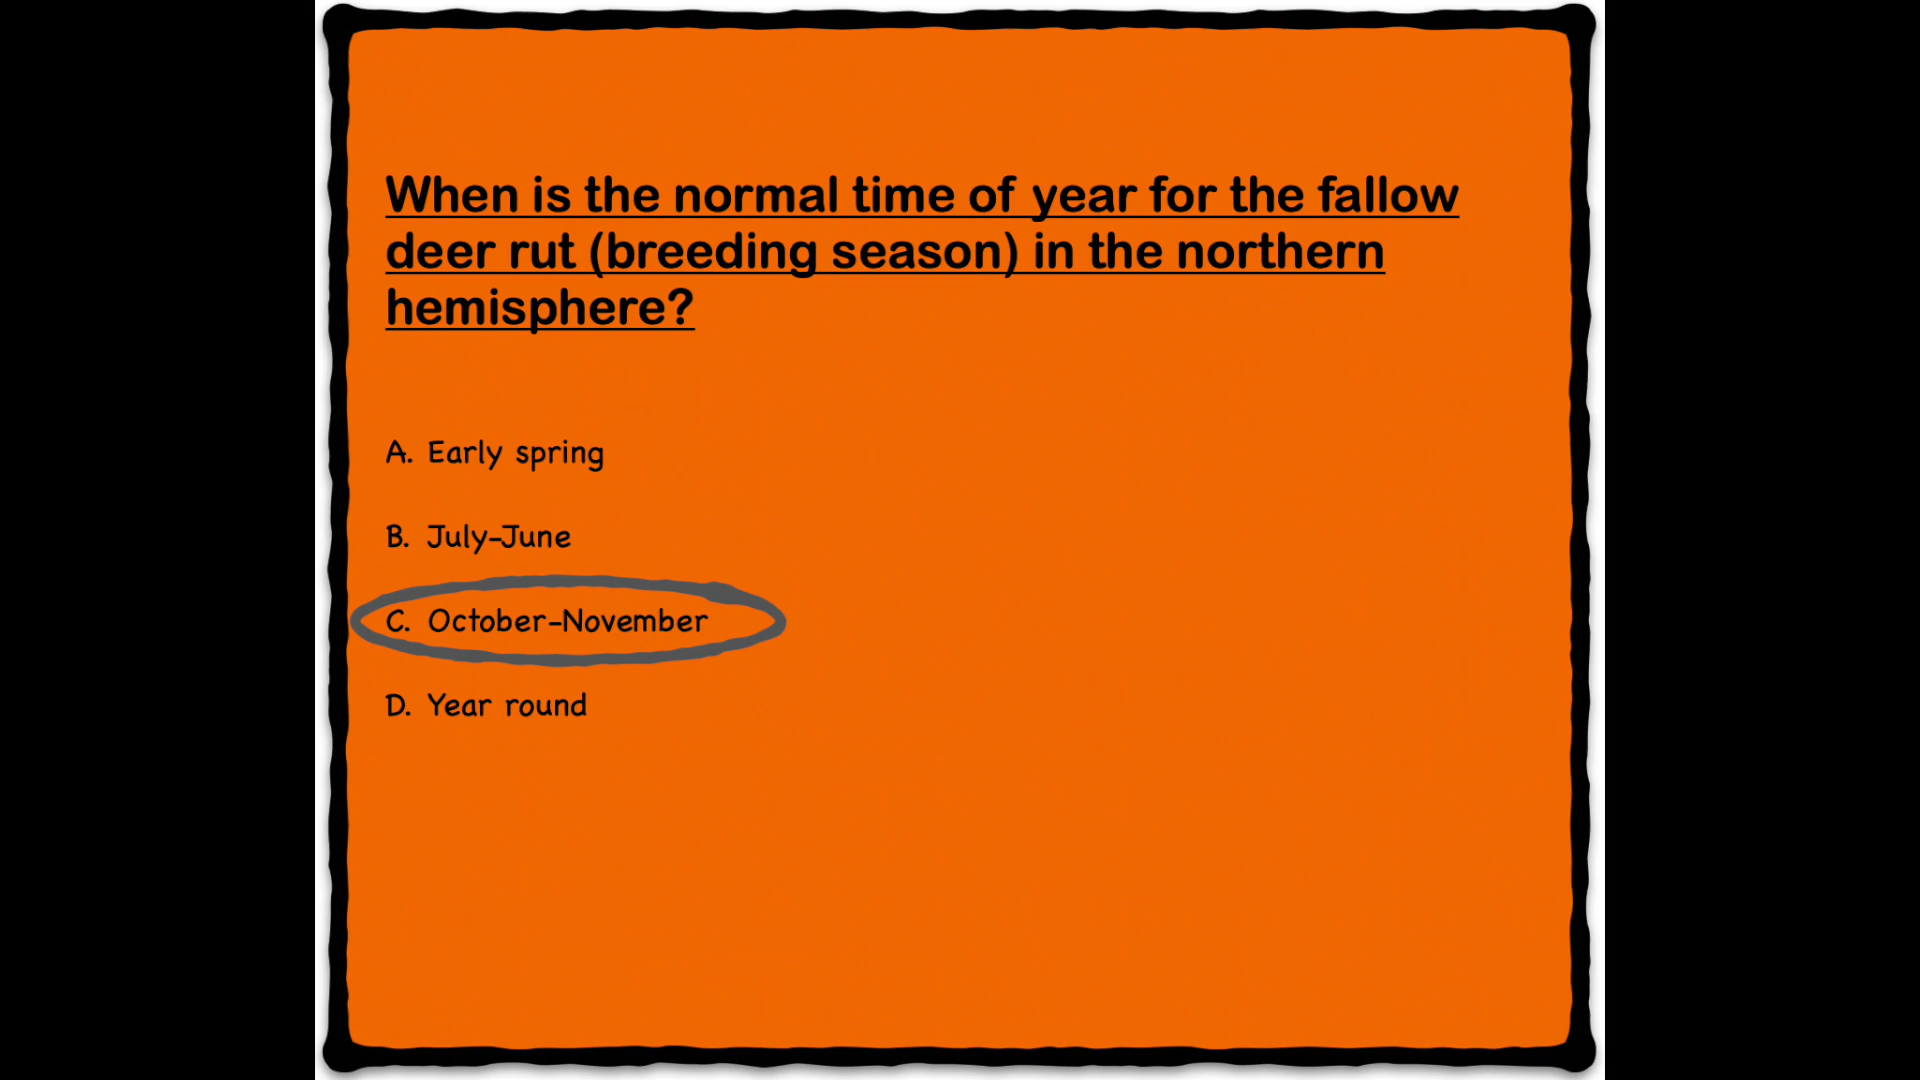 When is the normal time of year for the fallow
deer rut (breeding season) in the northern
hemisphere?
A. Early spring
B. July-June
C. October-November
D. Year round